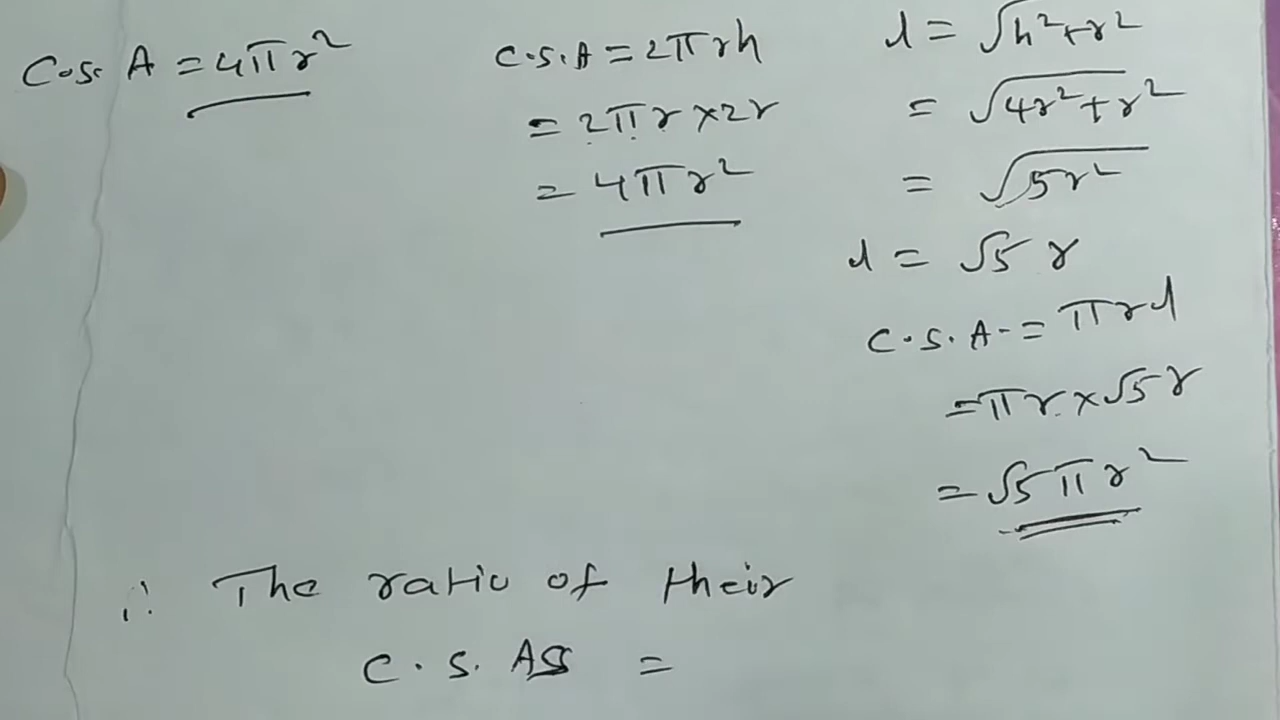 C.S. A = 4πr²
C.S.A = 2πrh
= 2πr×2r
= 4πr²
l = √h²+r²
= √4r²+r²
= √5r²
l = √5 r
C.S.A. = πrl
= πr×√5 r
= √5 πr²
∴ The ratio of their
C.S. AS =